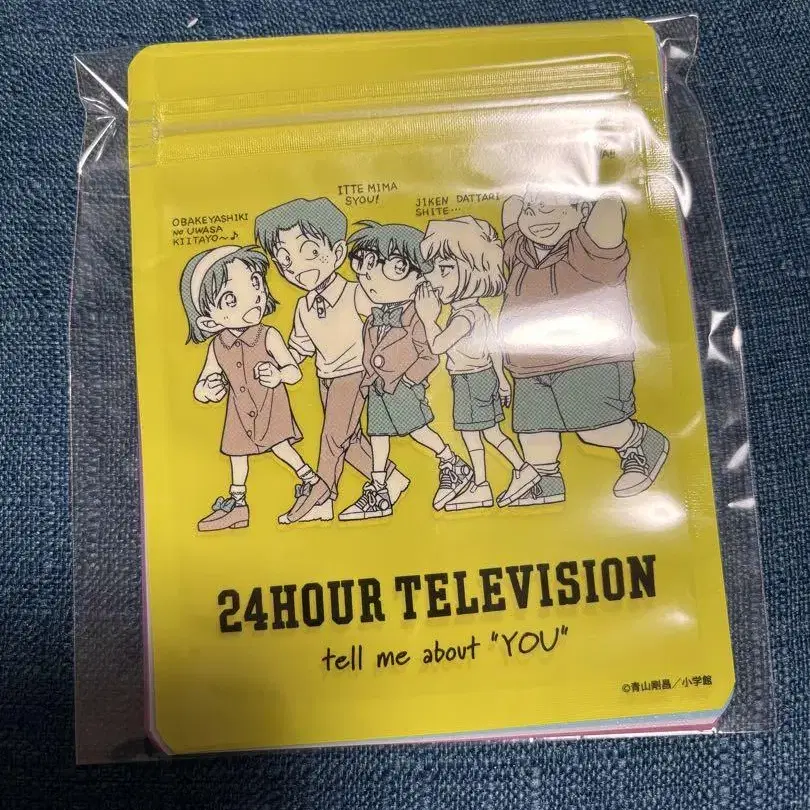 OBAKEYASHIKI
No UWASA
KIITAYO〜♪
ITTE MIMA
SYOU!
JIKEN DATTARI
SHITE...
24HOUR TELEVISION
tell me about "YOU"
©青山剛昌/小学館